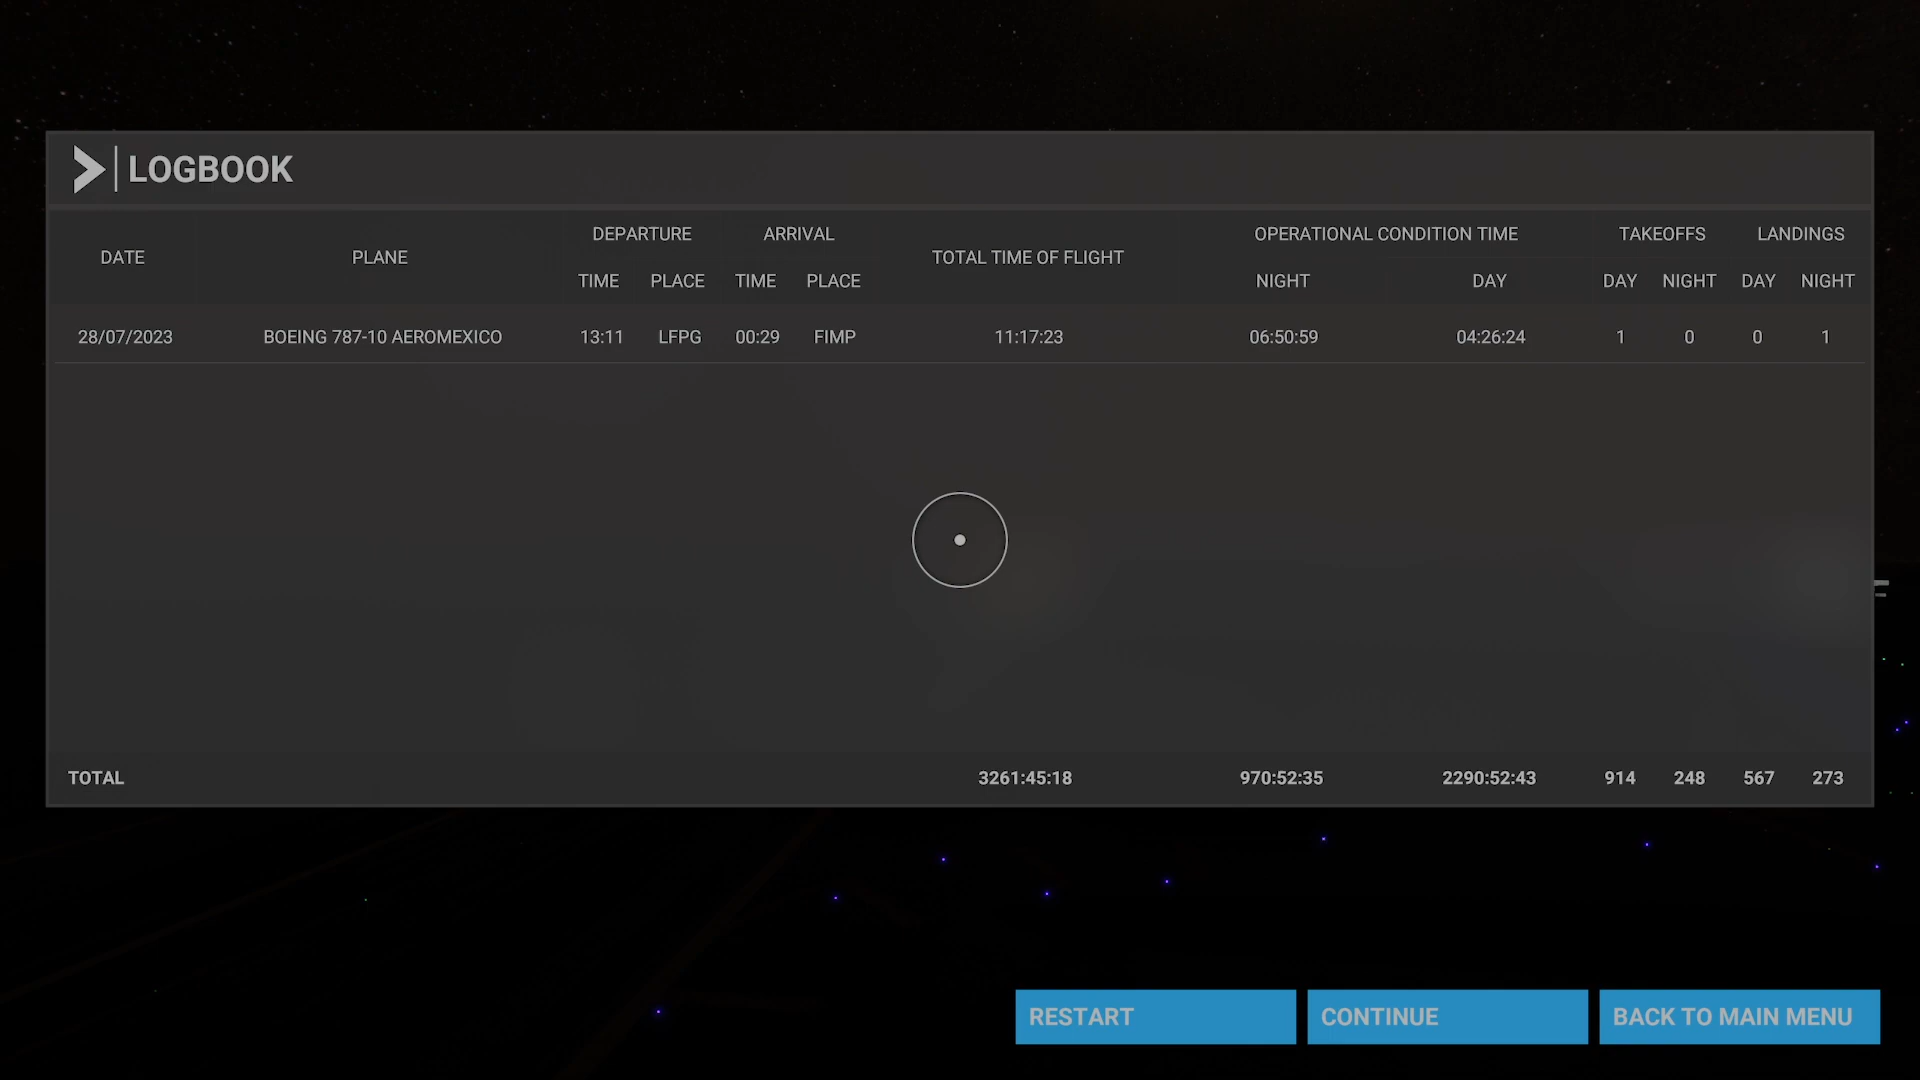 LOGBOOK
DATE PLANE DEPARTURE ARRIVAL TOTAL TIME OF FLIGHT OPERATIONAL CONDITION TIME TAKEOFFS LANDINGS
TIME PLACE TIME PLACE NIGHT DAY DAY NIGHT DAY NIGHT
28/07/2023 BOEING 787-10 AEROMEXICO 13:11 LFPG 00:29 FIMP 11:17:23 06:50:59 04:26:24 1 0 0 1
TOTAL 3261:45:18 970:52:35 2290:52:43 914 248 567 273
RESTART CONTINUE BACK TO MAIN MENU